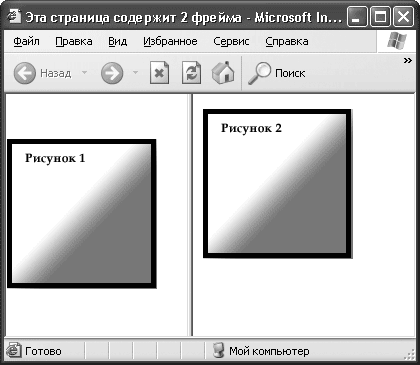 Эта страница содержит 2 фрейма - Microsoft In...
Файл Правка Вид Избранное Сервис Справка
Назад Поиск »
Рисунок 1
Рисунок 2
Готово Мой компьютер